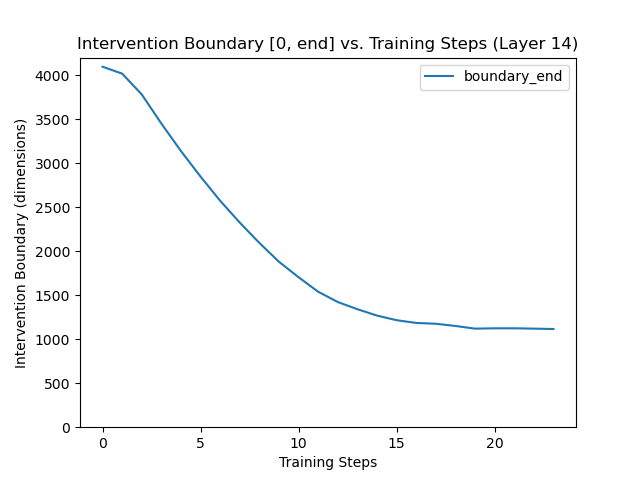 Intervention Boundary [0, end] vs. Training Steps (Layer 14)
boundary_end
Intervention Boundary (dimensions)
4000
3500
3000
2500
2000
1500
1000
500
0
0 5 10 15 20
Training Steps